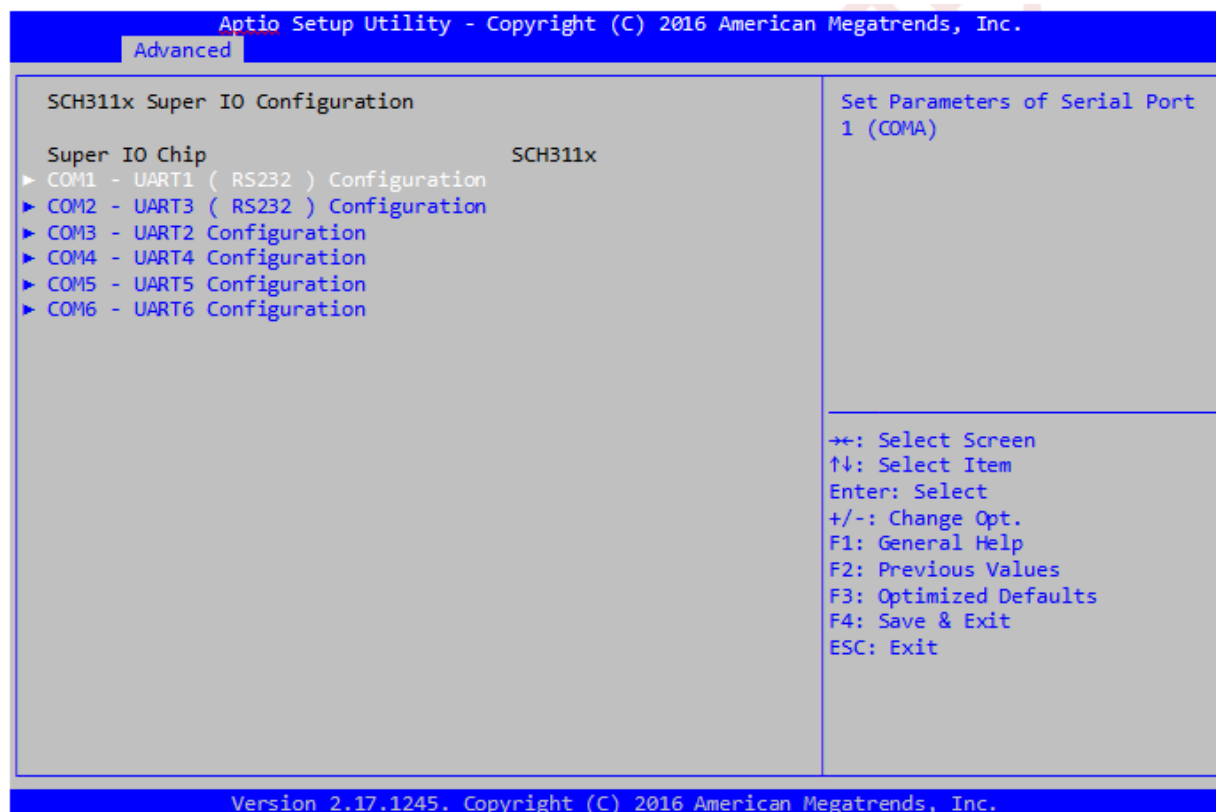 Aptio Setup Utility - Copyright (C) 2016 American Megatrends, Inc.
Advanced
SCH311x Super IO Configuration
Super IO Chip SCH311x
► COM1 - UART1 ( RS232 ) Configuration
► COM2 - UART3 ( RS232 ) Configuration
► COM3 - UART2 Configuration
► COM4 - UART4 Configuration
► COM5 - UART5 Configuration
► COM6 - UART6 Configuration
Set Parameters of Serial Port
1 (COMA)
→←: Select Screen
↑↓: Select Item
Enter: Select
+/-: Change Opt.
F1: General Help
F2: Previous Values
F3: Optimized Defaults
F4: Save & Exit
ESC: Exit
Version 2.17.1245. Copyright (C) 2016 American Megatrends, Inc.